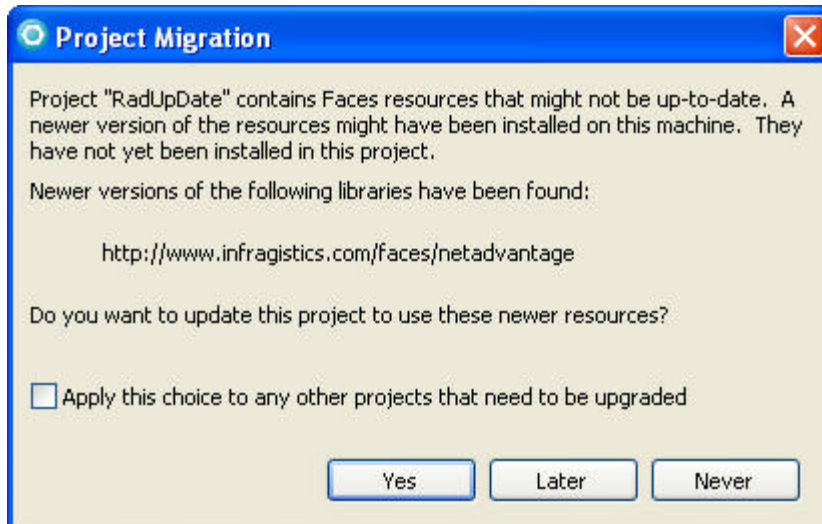 Project Migration
Project "RadUpDate" contains Faces resources that might not be up-to-date. A
newer version of the resources might have been installed on this machine. They
have not yet been installed in this project.
Newer versions of the following libraries have been found:
http://www.infragistics.com/faces/netadvantage
Do you want to update this project to use these newer resources?
Apply this choice to any other projects that need to be upgraded
Yes Later Never